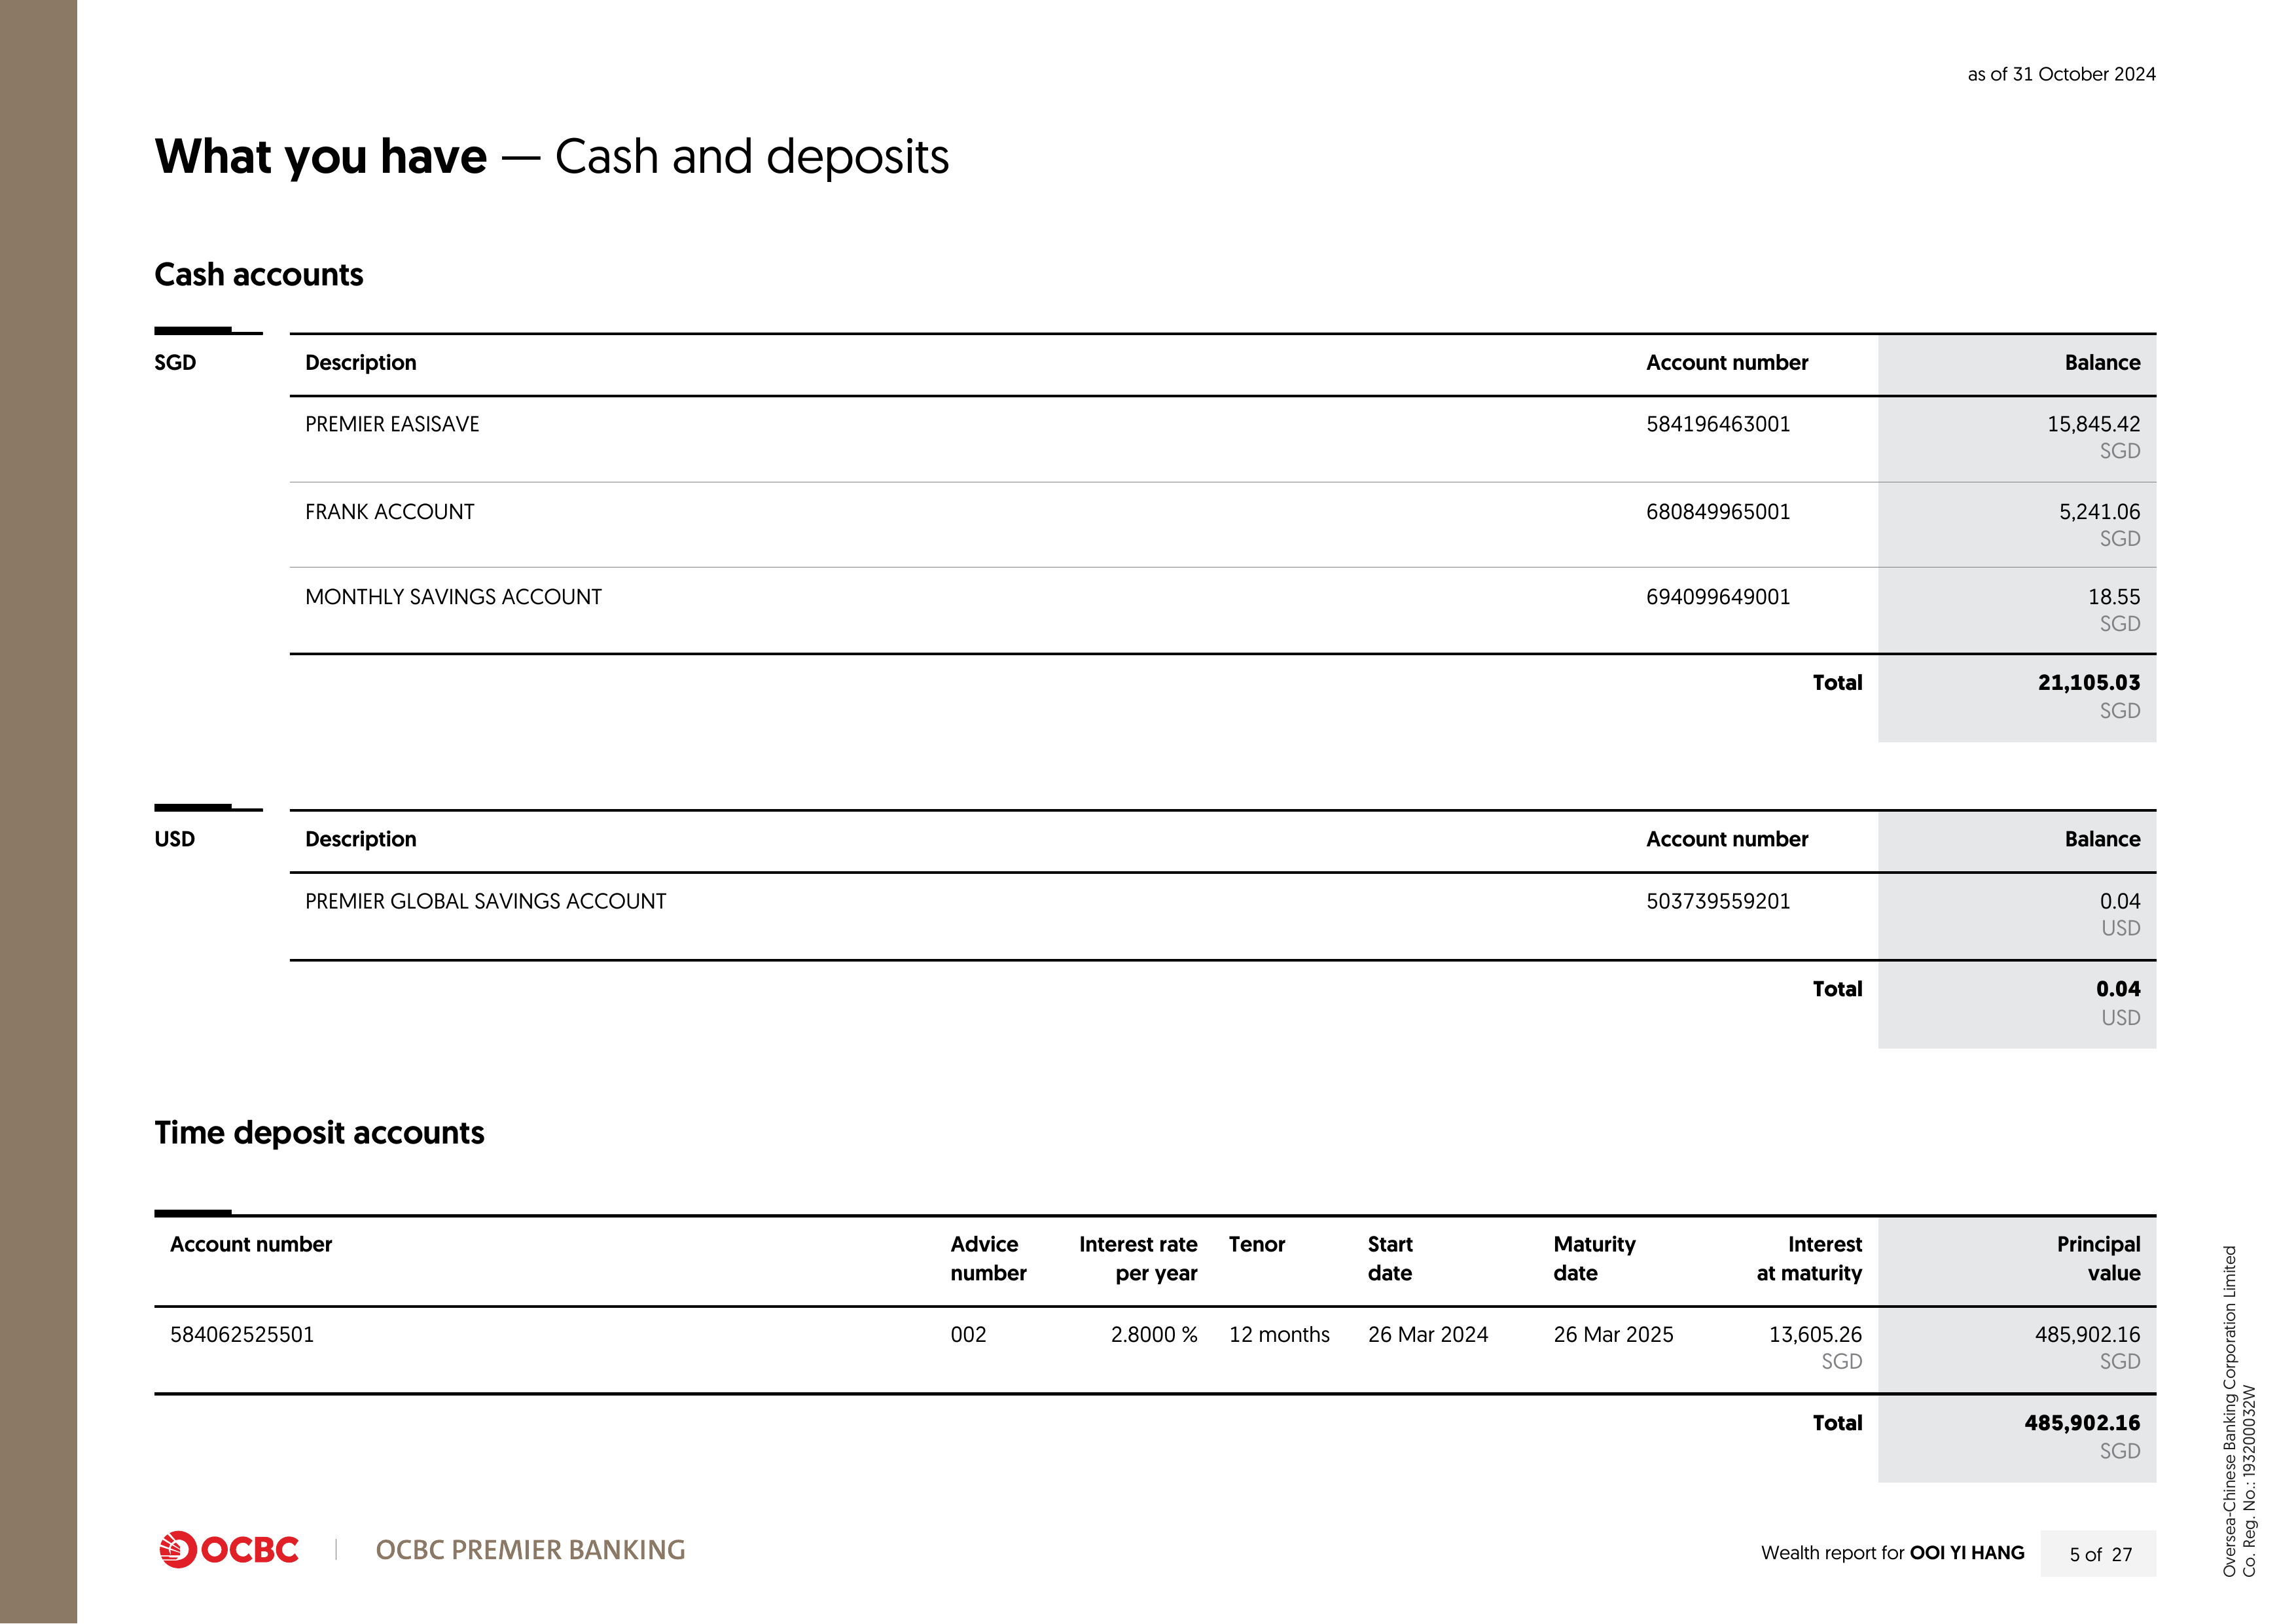 as of 31 October 2024
What you have — Cash and deposits
Cash accounts
SGD Description Account number Balance
PREMIER EASISAVE 584196463001 15,845.42
SGD
FRANK ACCOUNT 680849965001 5,241.06
SGD
MONTHLY SAVINGS ACCOUNT 694099649001 18.55
SGD
Total 21,105.03
SGD
USD Description Account number Balance
PREMIER GLOBAL SAVINGS ACCOUNT 503739559201 0.04
USD
Total 0.04
USD
Time deposit accounts
Account number Advice Interest rate Tenor Start Maturity Interest Principal
number per year date date at maturity value
584062525501 002 2.8000 % 12 months 26 Mar 2024 26 Mar 2025 13,605.26 485,902.16
SGD SGD
Total 485,902.16
SGD
OCBC OCBC PREMIER BANKING Wealth report for OOI YI HANG 5 of 27
Oversea-Chinese Banking Corporation Limited
Co. Reg. No.: 193200032W